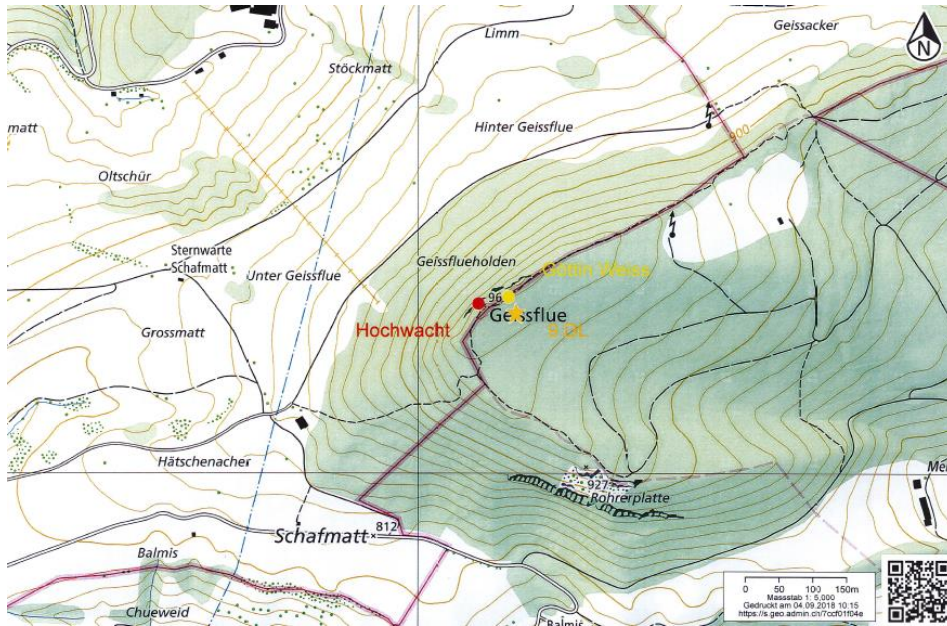 Limm
Geissacker
N
Stöckmatt
matt
Hinter Geissflue
900
Oltschür
Sternwarte
Schafmatt
Unter Geissflue
Geissflueholden
Göttin Weiss
96
Geissflue
Grossmatt
Hochwacht
9 DL
Hätschenacher
927
Rohrerplatte
812
Schafmatt
Balmis
Chueweid
Balmis
0 50 100 150m
Massstab 1: 5,000
Gedruckt am 04.09.2018 10:15
https://s.geo.admin.ch/7ccf01f04e